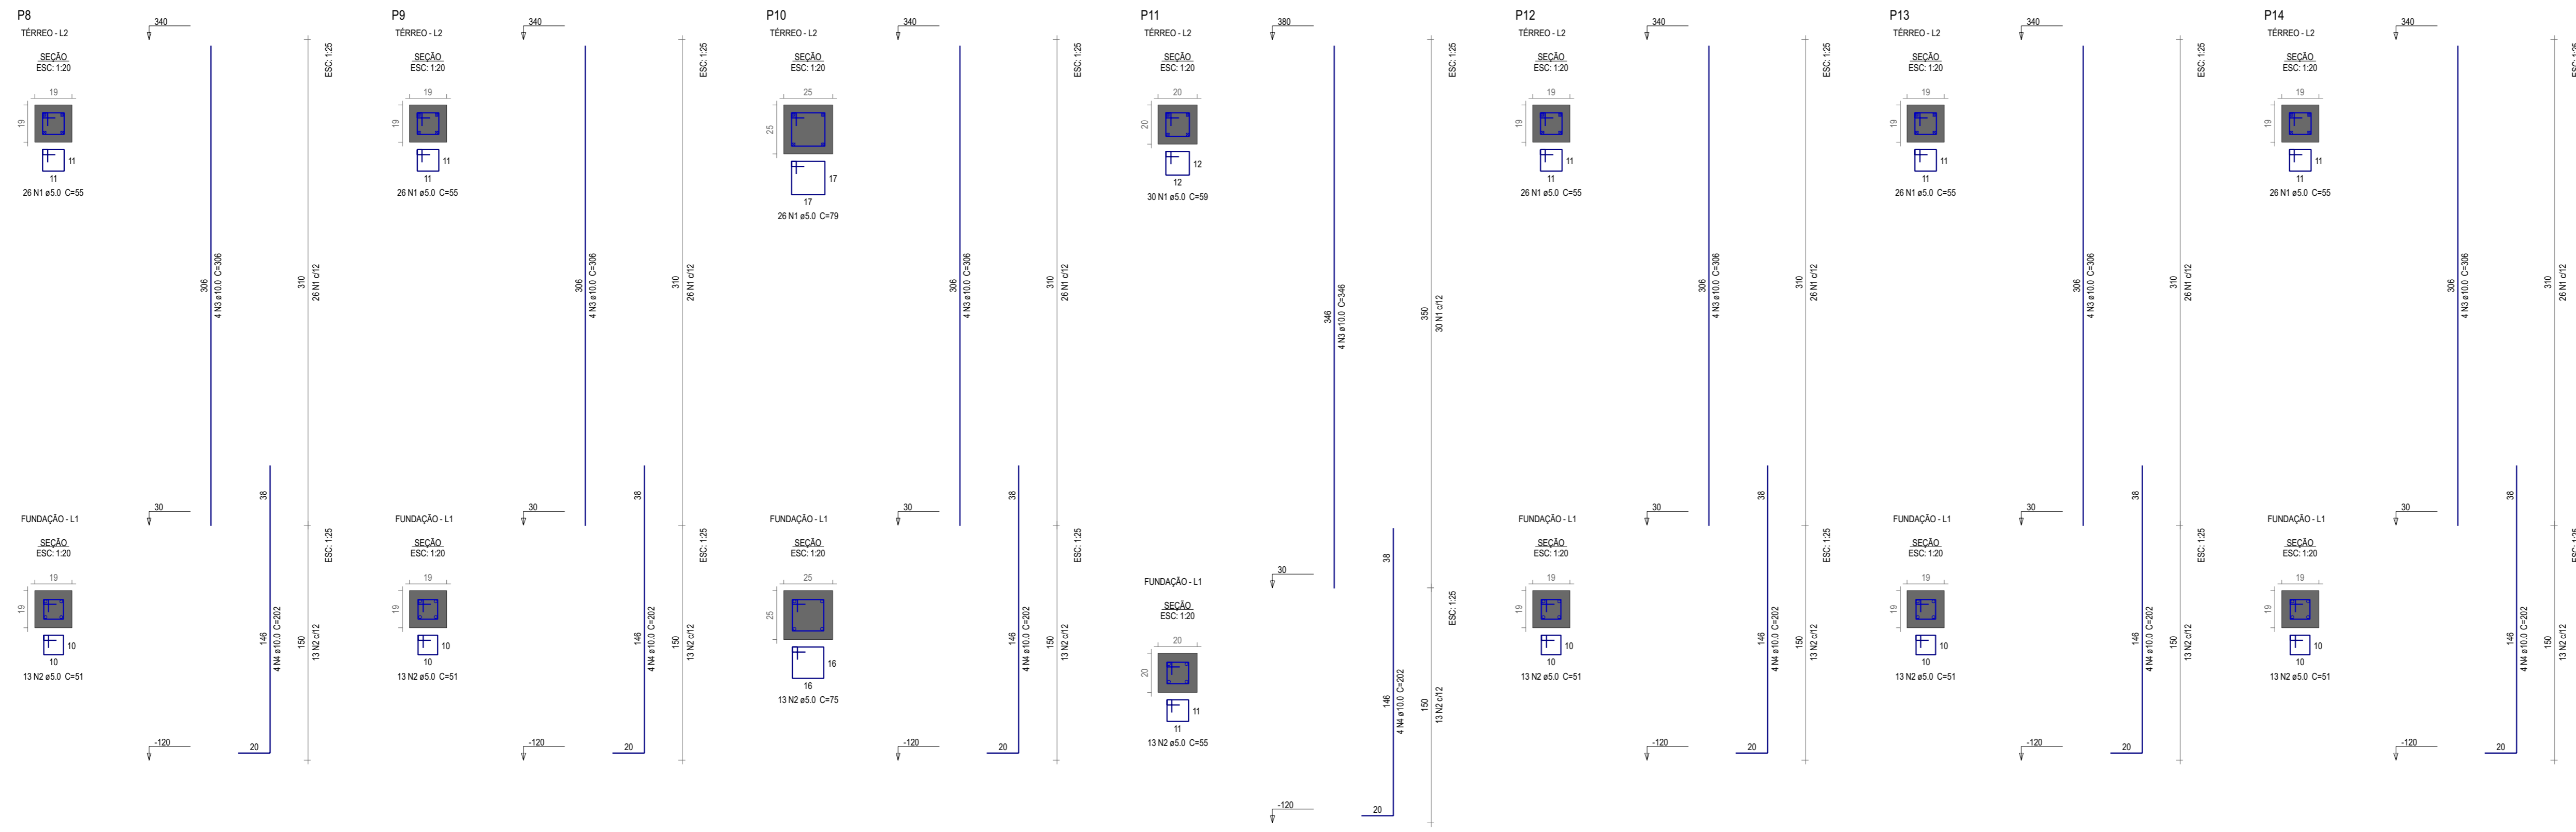 P8
TÉRREO - L2
SEÇÃO
ESC: 1:20
19
19
11
11
26 N1 ø5.0 C=55
340
306
4 N3 ø10.0 C=306
310
26 N1 c/12
ESC: 1:25
30
FUNDAÇÃO - L1
SEÇÃO
ESC: 1:20
19
19
10
10
13 N2 ø5.0 C=51
38
146
4 N4 ø10.0 C=202
150
13 N2 c/12
ESC: 1:25
-120
20
P9
TÉRREO - L2
SEÇÃO
ESC: 1:20
19
19
11
11
26 N1 ø5.0 C=55
340
306
4 N3 ø10.0 C=306
310
26 N1 c/12
ESC: 1:25
30
FUNDAÇÃO - L1
SEÇÃO
ESC: 1:20
19
19
10
10
13 N2 ø5.0 C=51
38
146
4 N4 ø10.0 C=202
150
13 N2 c/12
ESC: 1:25
-120
20
P10
TÉRREO - L2
SEÇÃO
ESC: 1:20
25
25
17
17
26 N1 ø5.0 C=79
340
306
4 N3 ø10.0 C=306
310
26 N1 c/12
ESC: 1:25
30
FUNDAÇÃO - L1
SEÇÃO
ESC: 1:20
25
25
16
16
13 N2 ø5.0 C=75
38
146
4 N4 ø10.0 C=202
150
13 N2 c/12
ESC: 1:25
-120
20
P11
TÉRREO - L2
SEÇÃO
ESC: 1:20
20
20
12
12
30 N1 ø5.0 C=59
380
346
4 N3 ø10.0 C=346
350
30 N1 c/12
ESC: 1:25
30
FUNDAÇÃO - L1
SEÇÃO
ESC: 1:20
20
20
11
11
13 N2 ø5.0 C=55
38
146
4 N4 ø10.0 C=202
150
13 N2 c/12
ESC: 1:25
-120
20
P12
TÉRREO - L2
SEÇÃO
ESC: 1:20
19
19
11
11
26 N1 ø5.0 C=55
340
306
4 N3 ø10.0 C=306
310
26 N1 c/12
ESC: 1:25
30
FUNDAÇÃO - L1
SEÇÃO
ESC: 1:20
19
19
10
10
13 N2 ø5.0 C=51
38
146
4 N4 ø10.0 C=202
150
13 N2 c/12
ESC: 1:25
-120
20
P13
TÉRREO - L2
SEÇÃO
ESC: 1:20
19
19
11
11
26 N1 ø5.0 C=55
340
306
4 N3 ø10.0 C=306
310
26 N1 c/12
ESC: 1:25
30
FUNDAÇÃO - L1
SEÇÃO
ESC: 1:20
19
19
10
10
13 N2 ø5.0 C=51
38
146
4 N4 ø10.0 C=202
150
13 N2 c/12
ESC: 1:25
-120
20
P14
TÉRREO - L2
SEÇÃO
ESC: 1:20
19
19
11
11
26 N1 ø5.0 C=55
340
306
4 N3 ø10.0 C=306
310
26 N1 c/12
ESC: 1:25
30
FUNDAÇÃO - L1
SEÇÃO
ESC: 1:20
19
19
10
10
13 N2 ø5.0 C=51
38
146
4 N4 ø10.0 C=202
150
13 N2 c/12
ESC: 1:25
-120
20